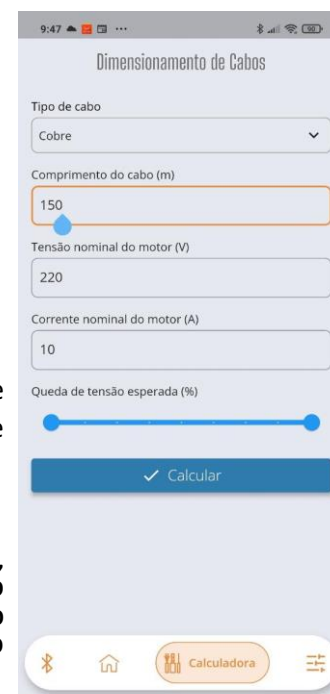 9:47
90
Dimensionamento de Cabos
Tipo de cabo
Cobre
Comprimento do cabo (m)
150
Tensão nominal do motor (V)
220
Corrente nominal do motor (A)
10
Queda de tensão esperada (%)
Calcular
Calculadora